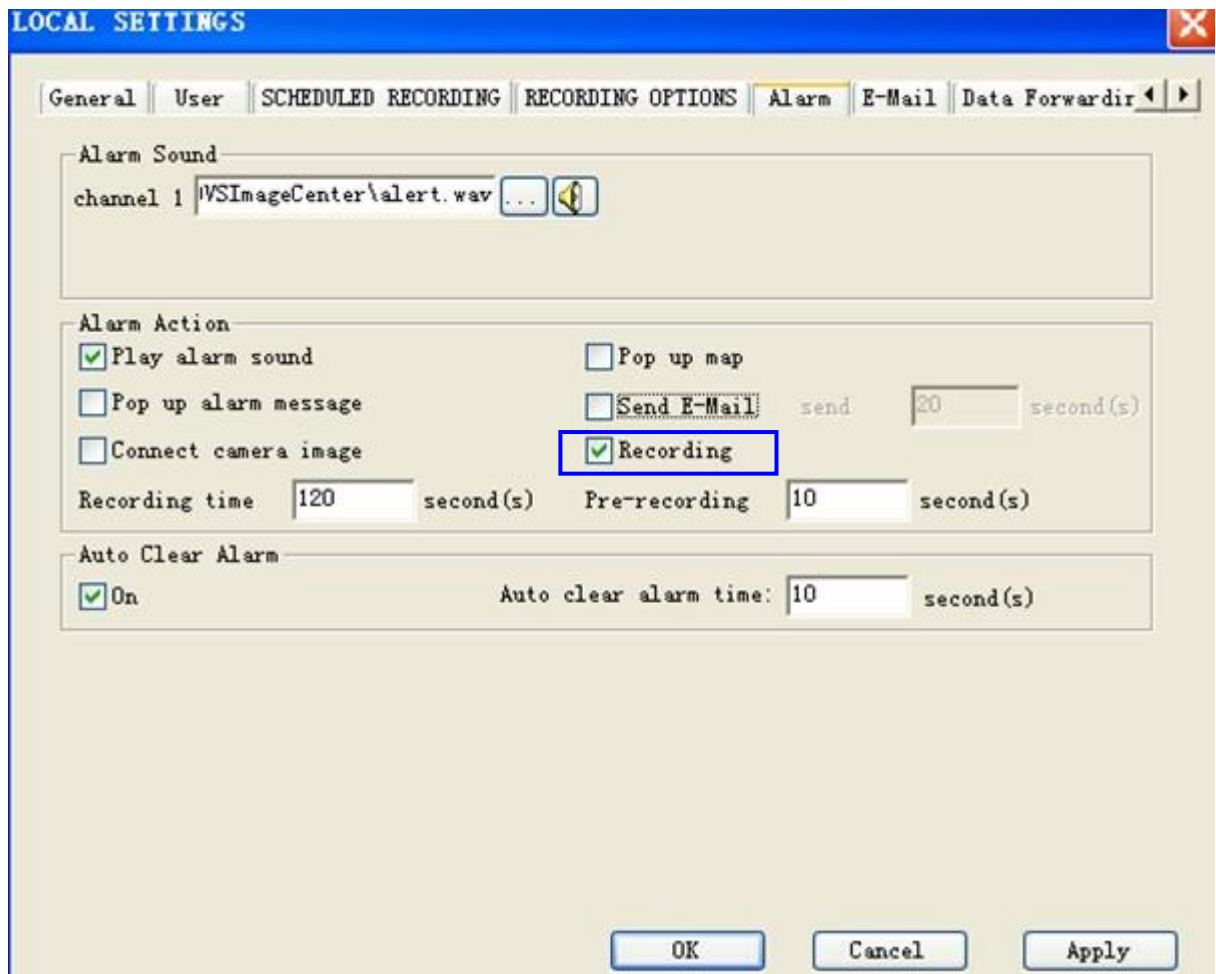 LOCAL SETTINGS
General User SCHEDULED RECORDING RECORDING OPTIONS Alarm E-Mail Data Forwardir
Alarm Sound
channel 1 VSImageCenter\alert.wav ...
Alarm Action
Play alarm sound Pop up map
Pop up alarm message Send E-Mail send 20 second(s)
Connect camera image Recording
Recording time 120 second(s) Pre-recording 10 second(s)
Auto Clear Alarm
On Auto clear alarm time: 10 second(s)
OK Cancel Apply